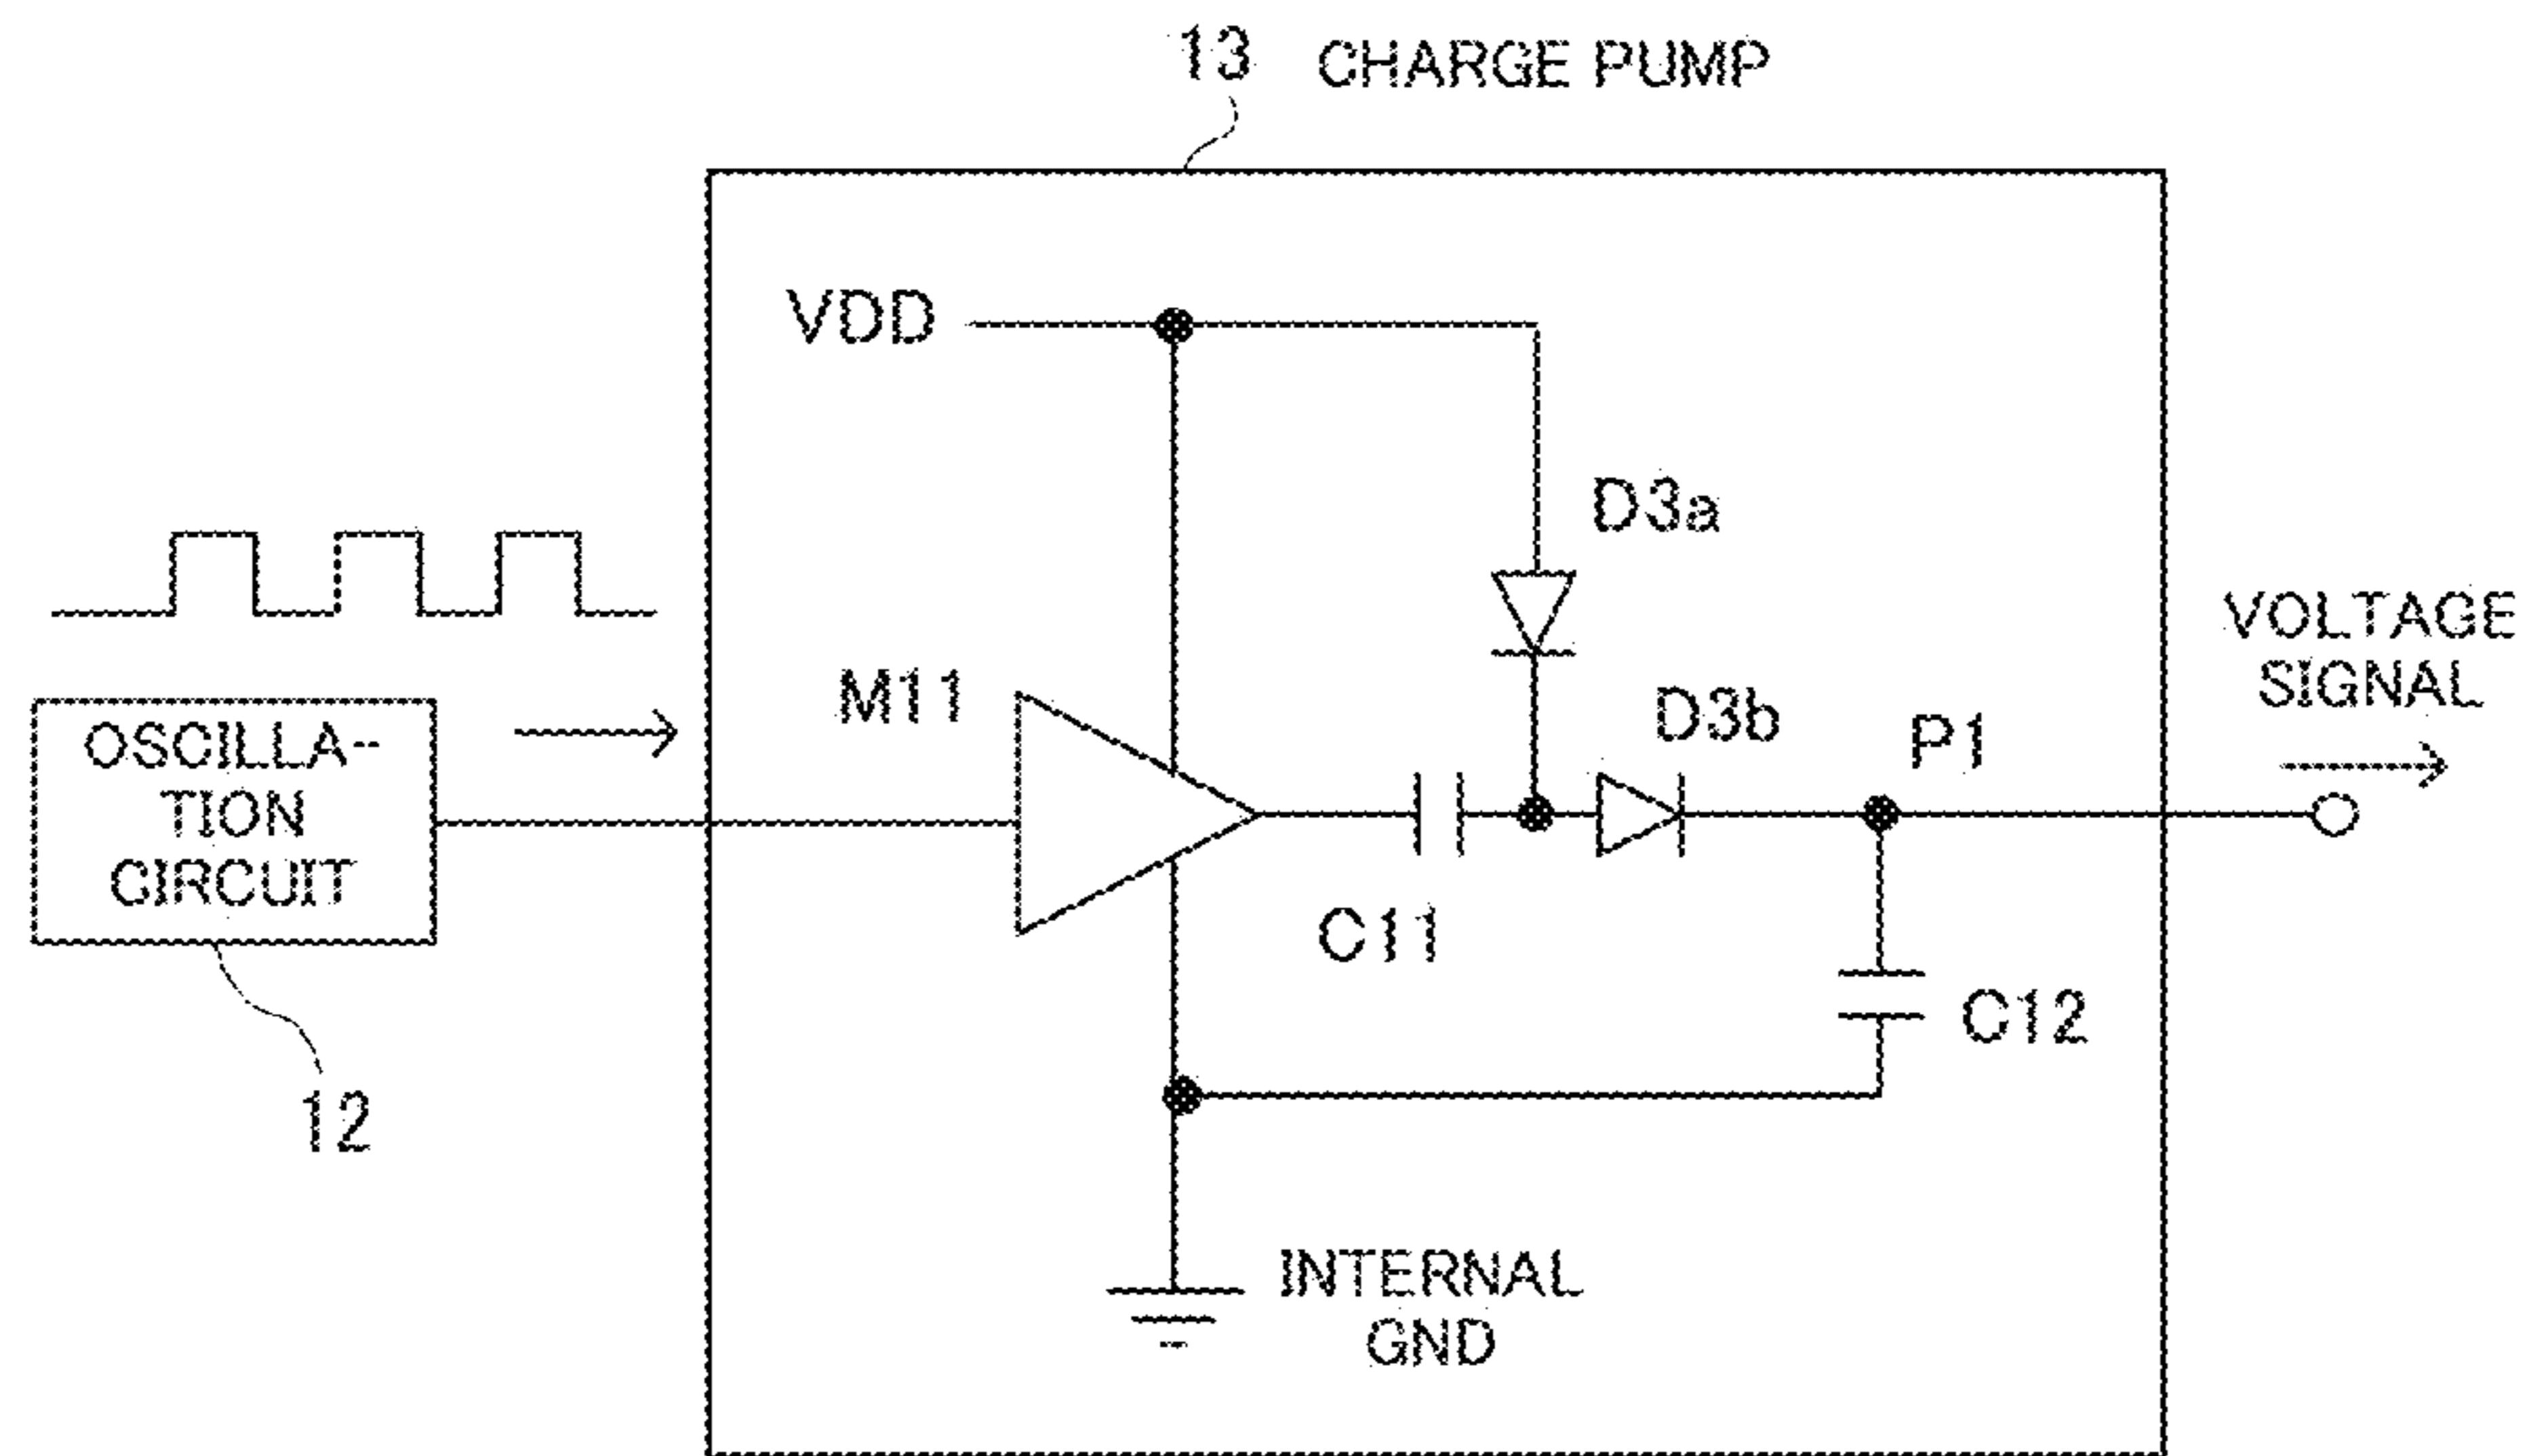 13 CHARGE PUMP
VDD
D3a
M11
D3b
P1
VOLTAGE
SIGNAL
OSCILLA-
TION
CIRCUIT
C11
C12
12
INTERNAL
GND